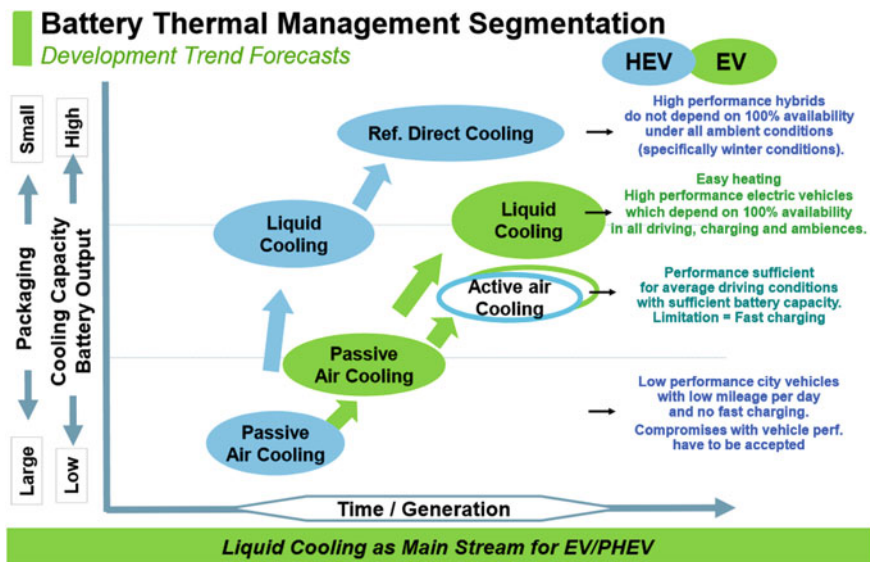 Battery Thermal Management Segmentation
Development Trend Forecasts
HEV
EV
Small
High
Packaging
Cooling Capacity
Battery Output
Large
Low
Ref. Direct Cooling
High performance hybrids
do not depend on 100% availability
under all ambient conditions
(specifically winter conditions).
Liquid
Cooling
Liquid
Cooling
Easy heating
High performance electric vehicles
which depend on 100% availability
in all driving, charging and ambiences.
Active air
Cooling
Performance sufficient
for average driving conditions
with sufficient battery capacity.
Limitation = Fast charging
Passive
Air Cooling
Passive
Air Cooling
Low performance city vehicles
with low mileage per day
and no fast charging.
Compromises with vehicle perf.
have to be accepted
Time / Generation
Liquid Cooling as Main Stream for EV/PHEV